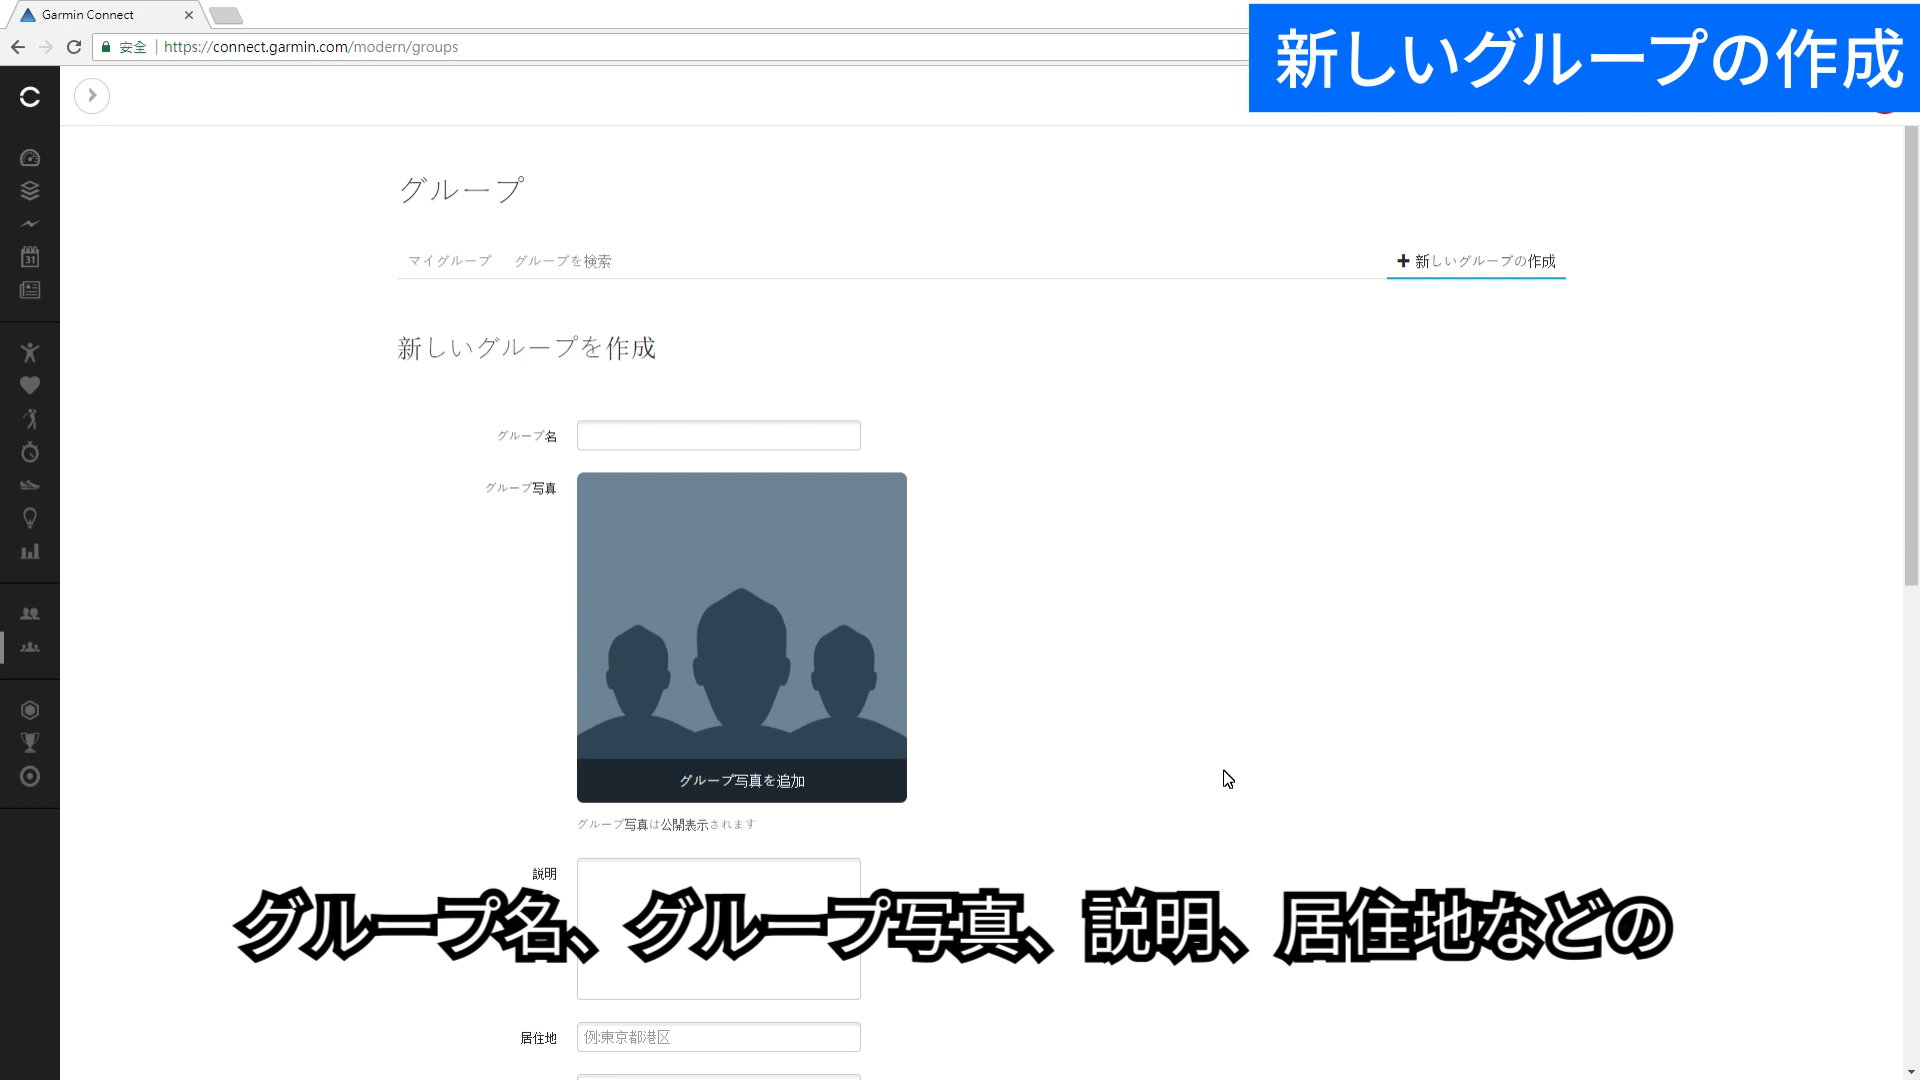 Garmin Connect
安全 https://connect.garmin.com/modern/groups
新しいグループの作成
グループ
マイグループ グループを検索
新しいグループの作成
新しいグループを作成
グループ名
グループ写真
グループ写真を追加
グループ写真は公開表示されます
説明
グループ名、グループ写真、説明、居住地などの
居住地
例:東京都港区